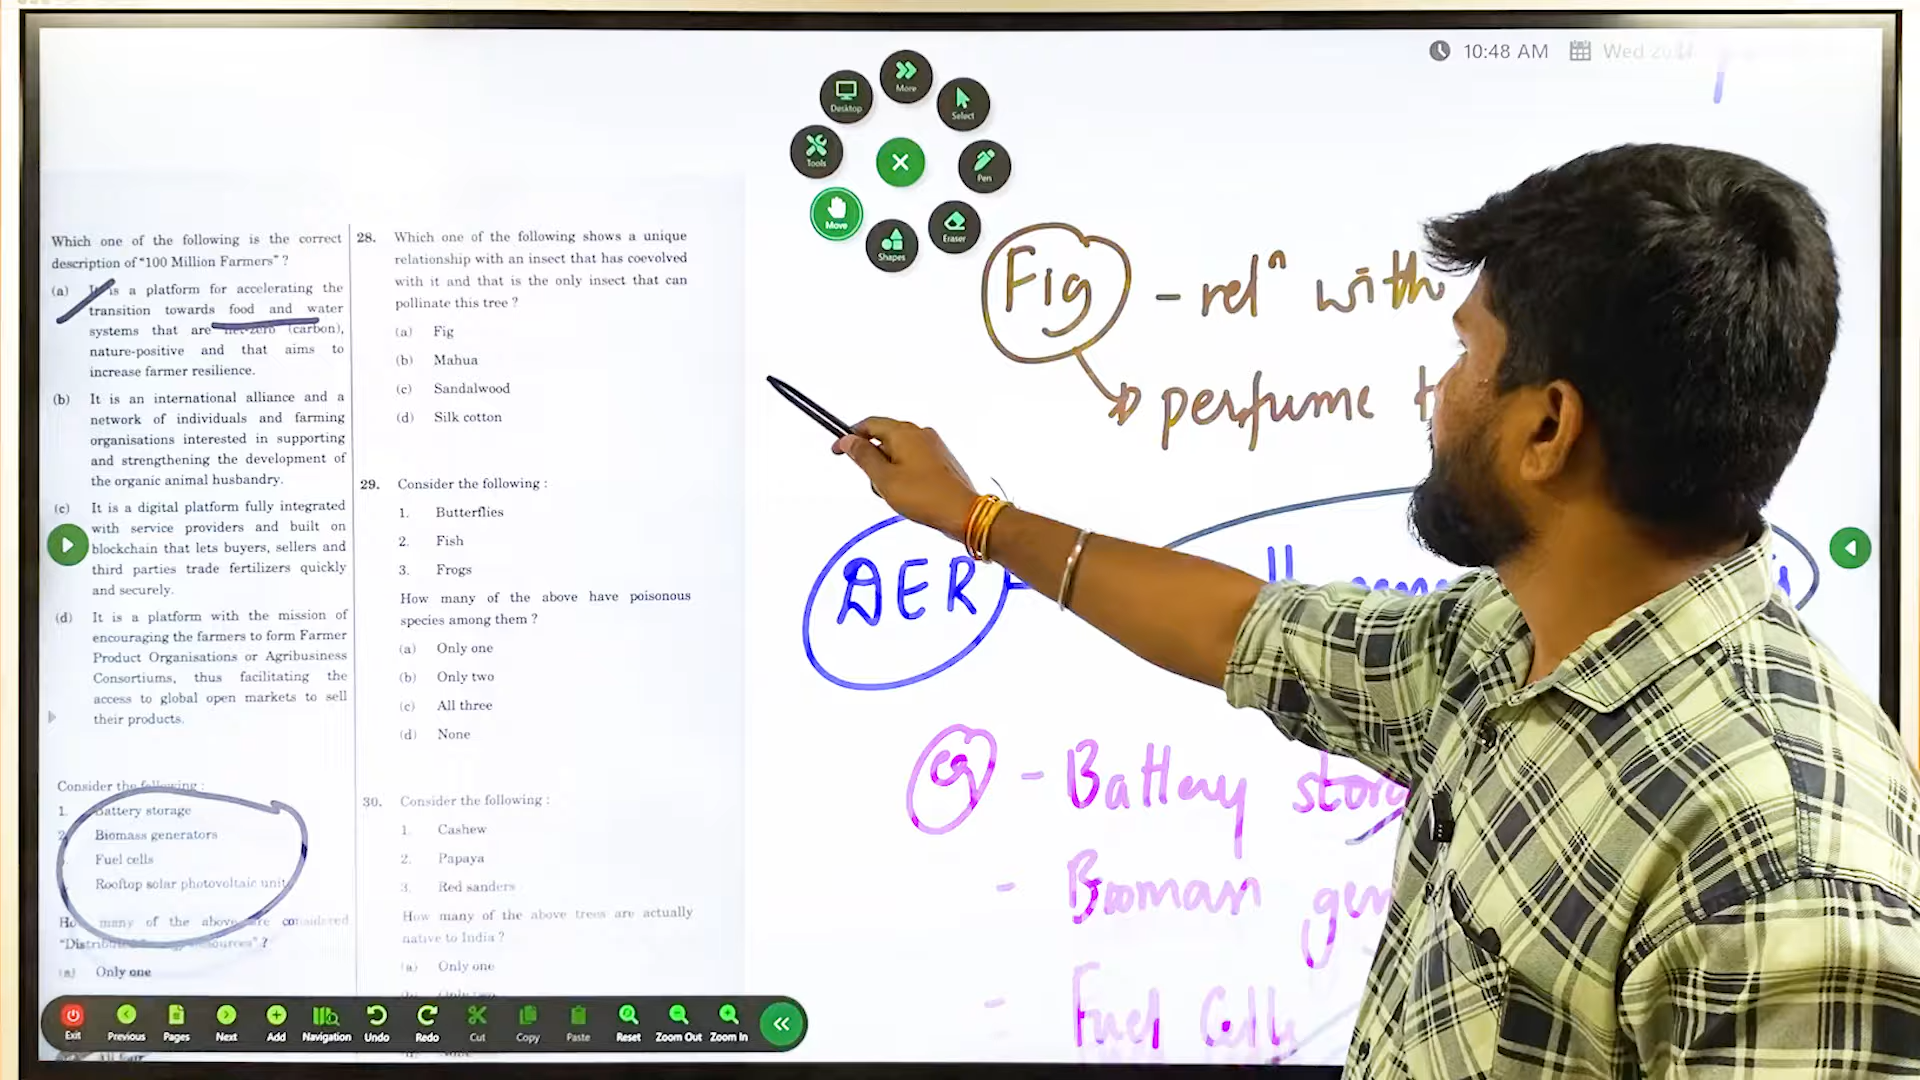 10:48 AM Wed
More
Desktop
Select
Tools
Pen
Move
Eraser
Shapes
Which one of the following is the correct
description of "100 Million Farmers" ?
(a) It is a platform for accelerating the
transition towards food and water
systems that are net-zero (carbon),
nature-positive and that aims to
increase farmer resilience.
(b) It is an international alliance and a
network of individuals and farming
organisations interested in supporting
and strengthening the development of
the organic animal husbandry.
(c) It is a digital platform fully integrated
with service providers and built on
blockchain that lets buyers, sellers and
third parties trade fertilizers quickly
and securely.
(d) It is a platform with the mission of
encouraging the farmers to form Farmer
Product Organisations or Agribusiness
Consortiums, thus facilitating the
access to global open markets to sell
their products.
Consider the following :
1. Battery storage
2. Biomass generators
Fuel cells
Rooftop solar photovoltaic unit
How many of the above are considered
"Distributed
(a) Only one
28. Which one of the following shows a unique
relationship with an insect that has coevolved
with it and that is the only insect that can
pollinate this tree ?
(a) Fig
(b) Mahua
(c) Sandalwood
(d) Silk cotton
29. Consider the following :
1. Butterflies
2. Fish
3. Frogs
How many of the above have poisonous
species among them ?
(a) Only one
(b) Only two
(c) All three
(d) None
30. Consider the following :
1. Cashew
2. Papaya
3. Red sanders
How many of the above trees are actually
native to India ?
(a) Only one
Only two
Fig - relⁿ with
perfume
DER
eg - Battery
- Biomass gen
- Fuel Cells
Exit Previous Pages Next Add Navigation Undo Redo Cut Copy Paste Reset Zoom Out Zoom In